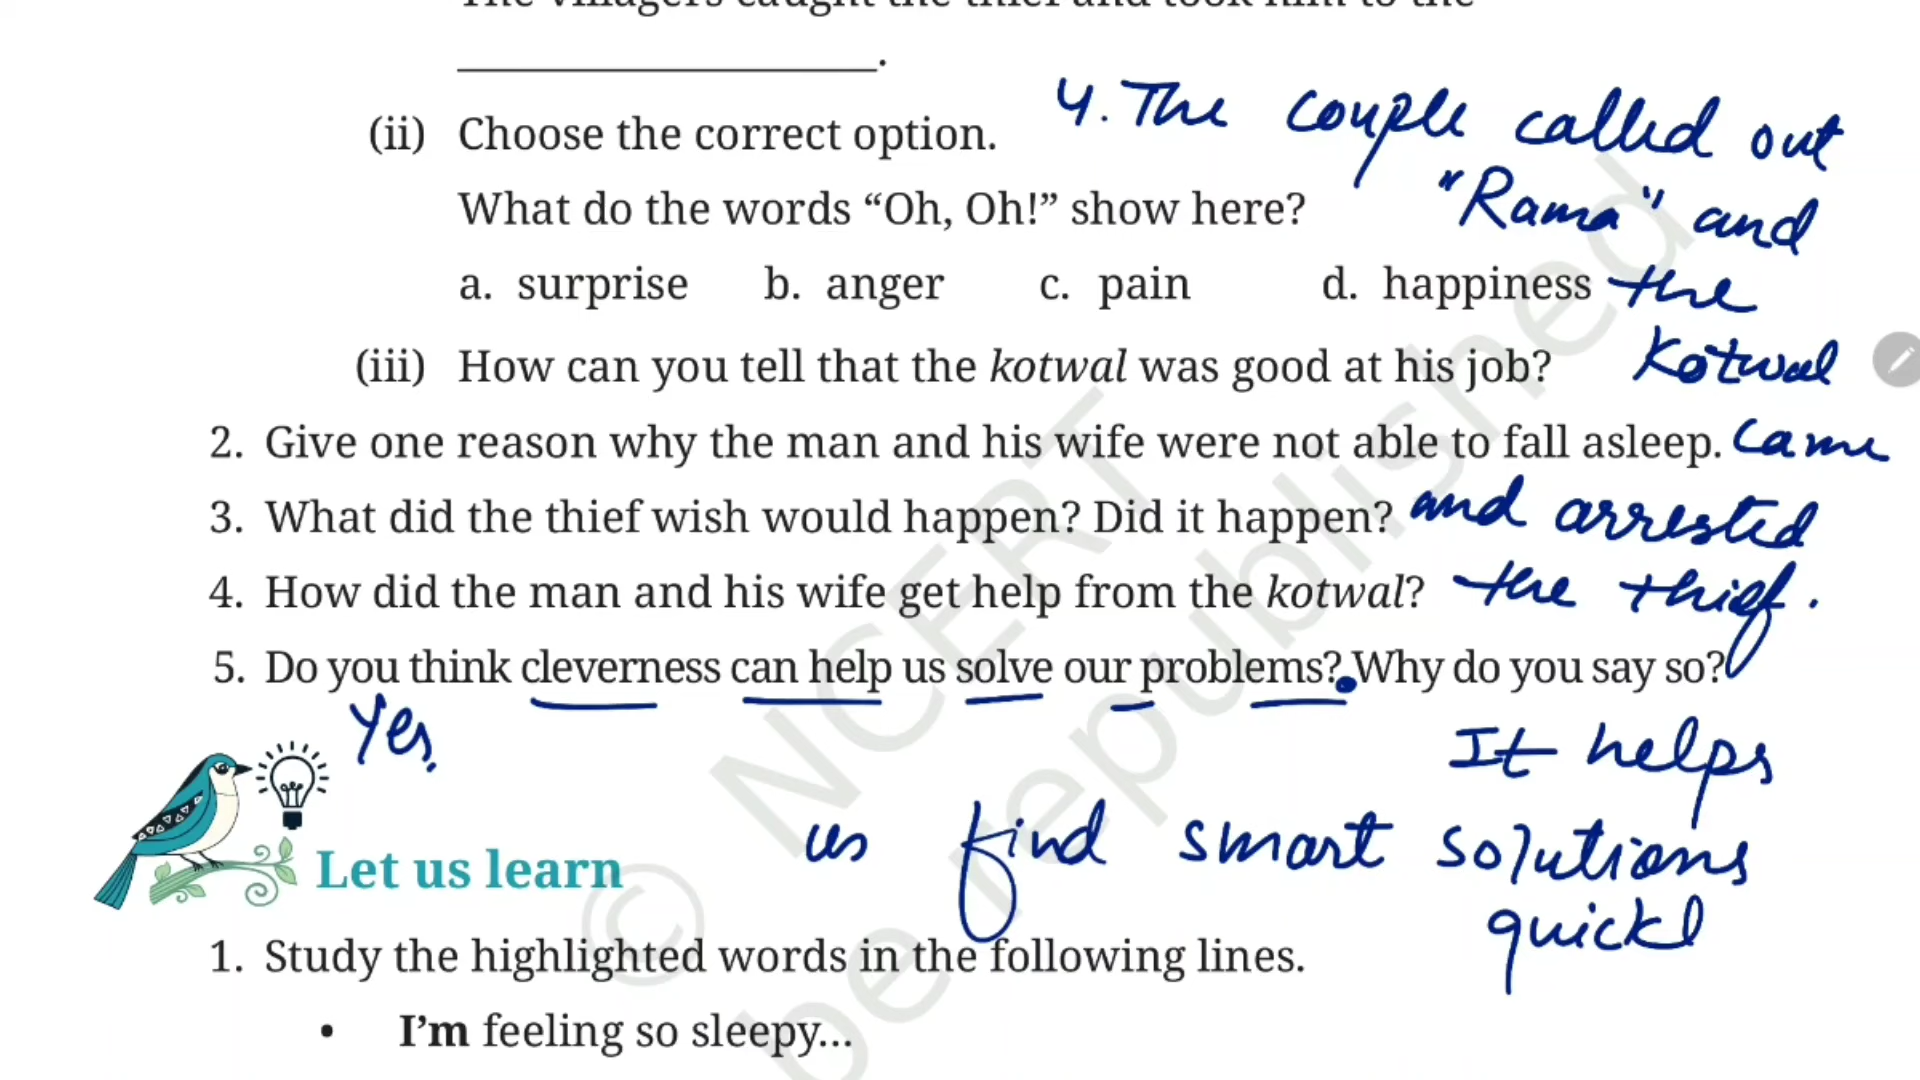 The villagers caught the thief and took him to the
____________________.
(ii) Choose the correct option.
4. The couple called out
What do the words “Oh, Oh!” show here?
"Rama" and
a. surprise b. anger c. pain d. happiness
the
(iii) How can you tell that the kotwal was good at his job?
Kotwal
2. Give one reason why the man and his wife were not able to fall asleep.
came
3. What did the thief wish would happen? Did it happen?
and arrested
4. How did the man and his wife get help from the kotwal?
the thief.
5. Do you think cleverness can help us solve our problems? Why do you say so?
Yes,
It helps
us find smart solutions
quickl
Let us learn
1. Study the highlighted words in the following lines.
• I’m feeling so sleepy...
© NCERT
be republished